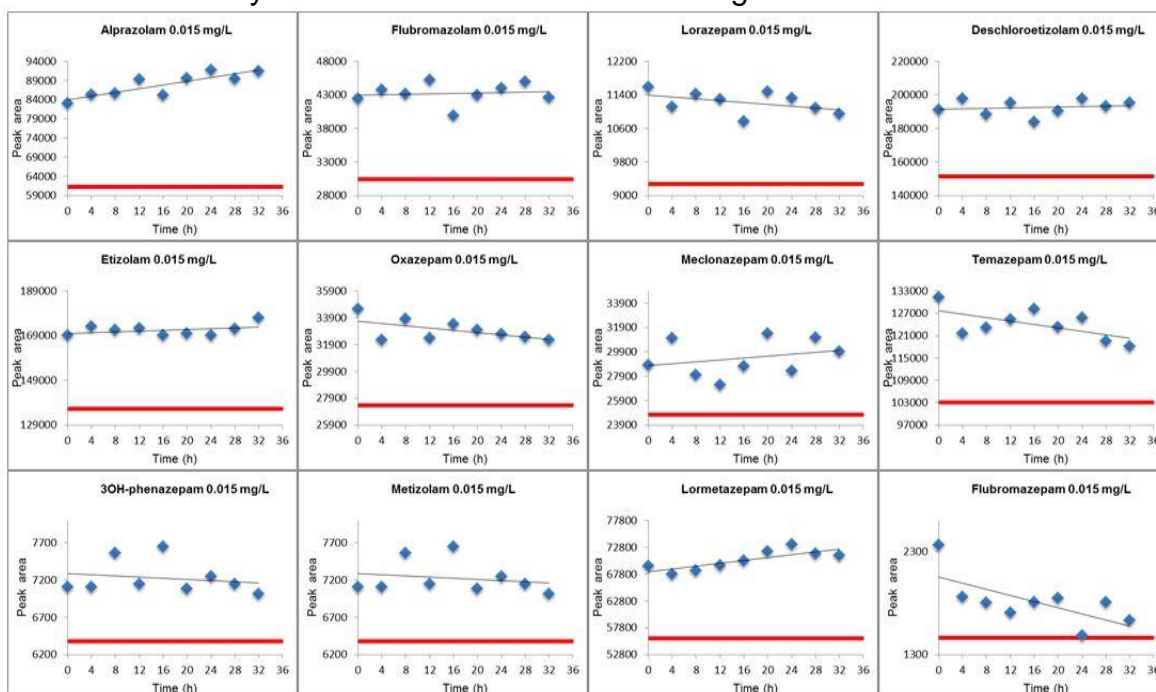 Alprazolam 0.015 mg/L
Peak area
94000
89000
84000
79000
74000
69000
64000
59000
0 4 8 12 16 20 24 28 32 36
Time (h)
Flubromazolam 0.015 mg/L
Peak area
48000
43000
38000
33000
28000
0 4 8 12 16 20 24 28 32 36
Time (h)
Lorazepam 0.015 mg/L
Peak area
12200
11400
10600
9800
9000
0 4 8 12 16 20 24 28 32 36
Time (h)
Deschloroetizolam 0.015 mg/L
Peak area
220000
200000
180000
160000
140000
0 4 8 12 16 20 24 28 32 36
Time (h)
Etizolam 0.015 mg/L
Peak area
189000
169000
149000
129000
0 4 8 12 16 20 24 28 32 36
Time (h)
Oxazepam 0.015 mg/L
Peak area
35900
33900
31900
29900
27900
25900
0 4 8 12 16 20 24 28 32 36
Time (h)
Meclonazepam 0.015 mg/L
Peak area
33900
31900
29900
27900
25900
23900
0 4 8 12 16 20 24 28 32 36
Time (h)
Temazepam 0.015 mg/L
Peak area
133000
127000
121000
115000
109000
103000
97000
0 4 8 12 16 20 24 28 32 36
Time (h)
3OH-phenazepam 0.015 mg/L
Peak area
7700
7200
6700
6200
0 4 8 12 16 20 24 28 32 36
Time (h)
Metizolam 0.015 mg/L
Peak area
7700
7200
6700
6200
0 4 8 12 16 20 24 28 32 36
Time (h)
Lormetazepam 0.015 mg/L
Peak area
77800
72800
67800
62800
57800
52800
0 4 8 12 16 20 24 28 32 36
Time (h)
Flubromazepam 0.015 mg/L
Peak area
2300
1300
0 4 8 12 16 20 24 28 32 36
Time (h)